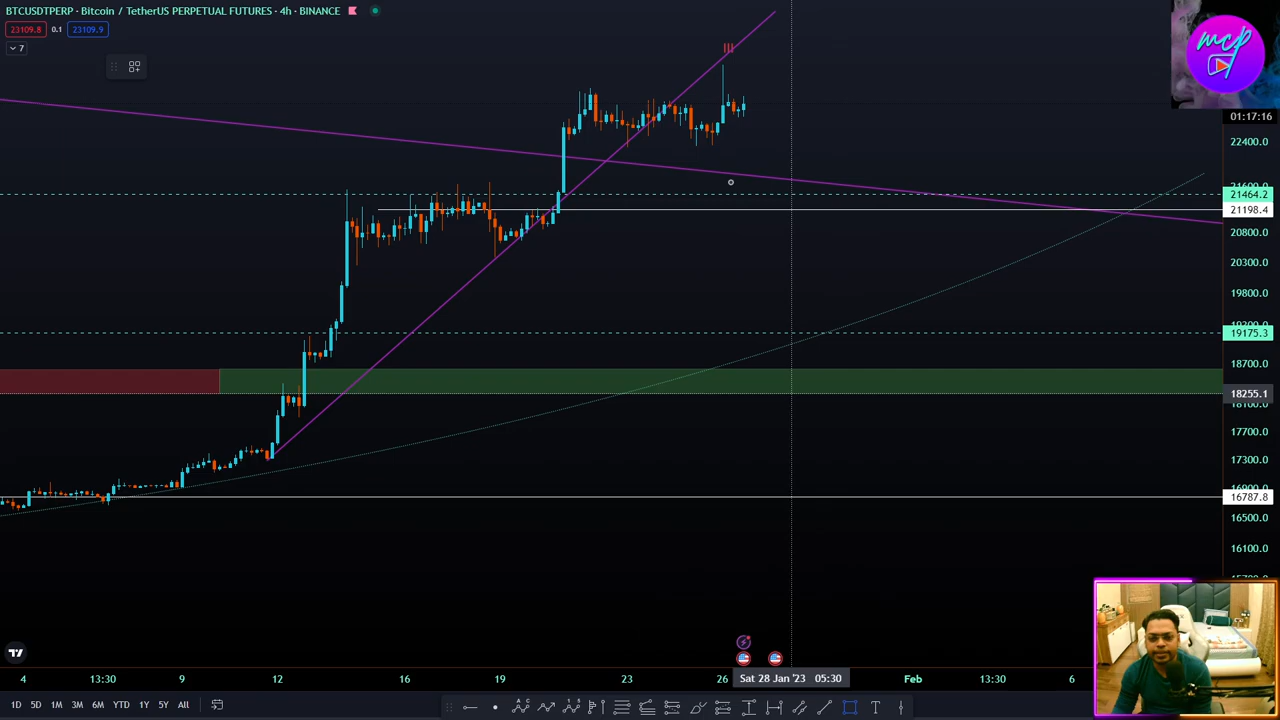 BTCUSDTPERP · Bitcoin / TetherUS PERPETUAL FUTURES · 4h · BINANCE
23109.8 0.1 23109.9
7
mcp
III
01:17:16
22400.0
21464.2
21198.4
20800.0
20300.0
19800.0
19175.3
18700.0
18255.1
17700.0
17300.0
16787.8
16500.0
16100.0
4 13:30 9 12 16 19 23 26 Sat 28 Jan '23 05:30 Feb 13:30 6
1D 5D 1M 3M 6M YTD 1Y 5Y All